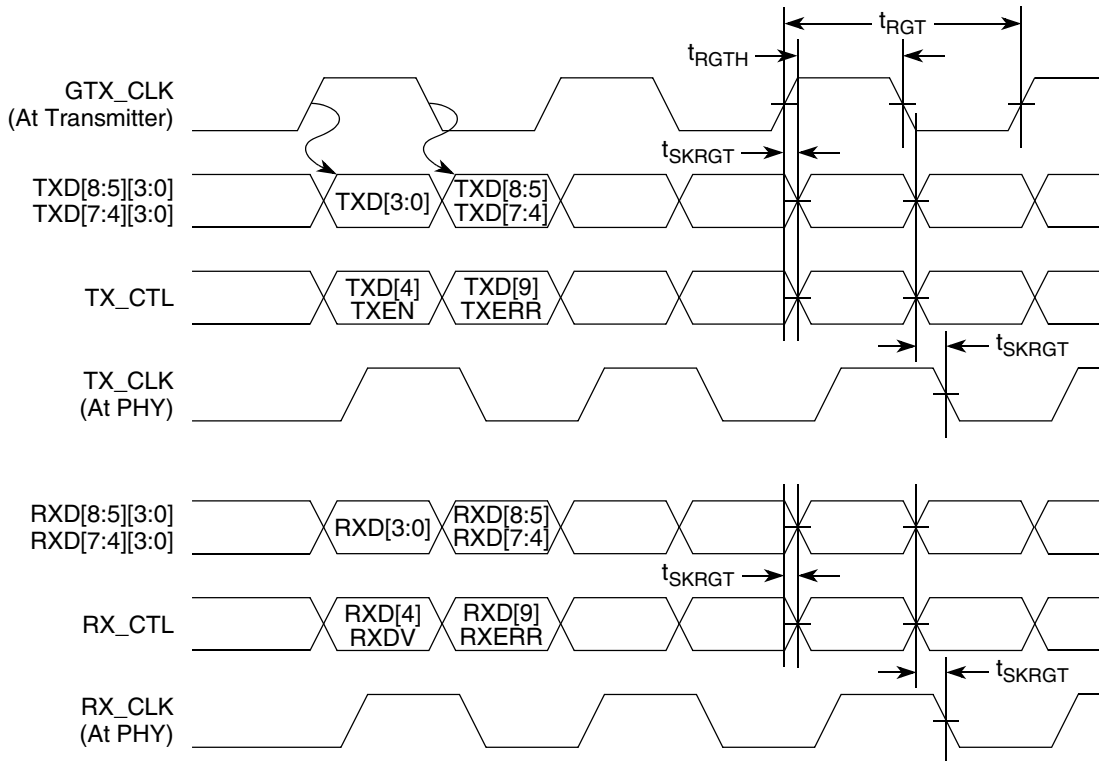 tRGT
tRGTH
GTX_CLK
(At Transmitter)
tSKRGT
TXD[8:5][3:0]
TXD[7:4][3:0]
TXD[3:0]
TXD[8:5]
TXD[7:4]
TX_CTL
TXD[4]
TXEN
TXD[9]
TXERR
tSKRGT
TX_CLK
(At PHY)
RXD[8:5][3:0]
RXD[7:4][3:0]
RXD[3:0]
RXD[8:5]
RXD[7:4]
tSKRGT
RX_CTL
RXD[4]
RXDV
RXD[9]
RXERR
tSKRGT
RX_CLK
(At PHY)